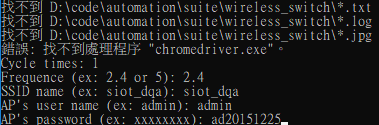 找不到 D:\code\automation\suite\wireless_switch\*.txt
找不到 D:\code\automation\suite\wireless_switch\*.log
找不到 D:\code\automation\suite\wireless_switch\*.jpg
錯誤: 找不到處理程序 "chromedriver.exe"。
Cycle times: 1
Frequence (ex: 2.4 or 5): 2.4
SSID name (ex: siot_dqa): siot_dqa
AP's user name (ex: admin): admin
AP's password (ex: xxxxxxxx): ad20151225